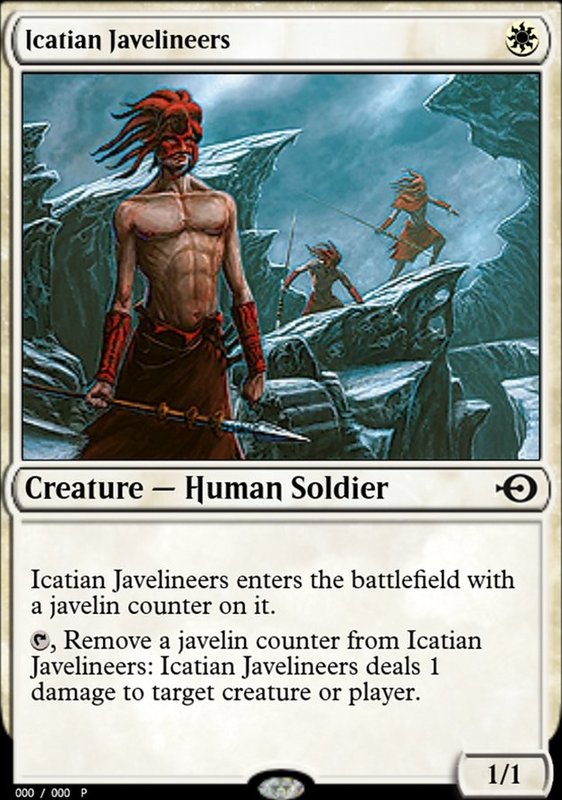 Icatian Javelineers
Creature — Human Soldier
Icatian Javelineers enters the battlefield with
a javelin counter on it.
, Remove a javelin counter from Icatian
Javelineers: Icatian Javelineers deals 1
damage to target creature or player.
1/1
000 / 000 P